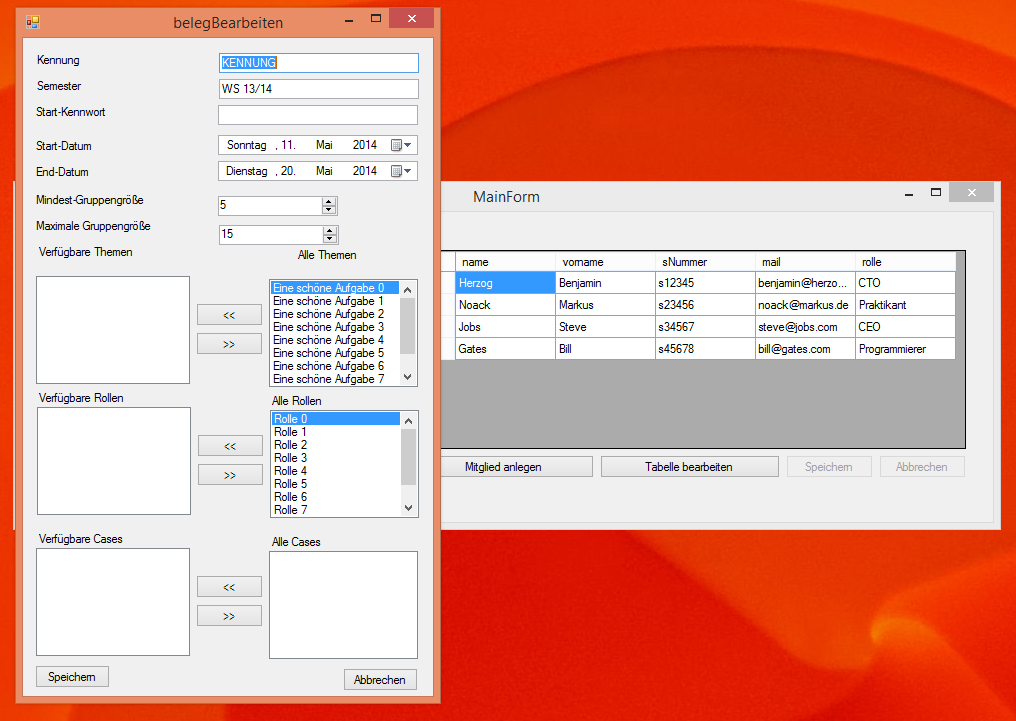 belegBearbeiten
Kennung
KENNUNG
Semester
WS 13/14
Start-Kennwort
Start-Datum
Sonntag , 11. Mai 2014
End-Datum
Dienstag , 20. Mai 2014
Mindest-Gruppengröße
5
Maximale Gruppengröße
15
Verfügbare Themen
Alle Themen
<<
>>
Eine schöne Aufgabe 0
Eine schöne Aufgabe 1
Eine schöne Aufgabe 2
Eine schöne Aufgabe 3
Eine schöne Aufgabe 4
Eine schöne Aufgabe 5
Eine schöne Aufgabe 6
Eine schöne Aufgabe 7
Verfügbare Rollen
Alle Rollen
<<
>>
Rolle 0
Rolle 1
Rolle 2
Rolle 3
Rolle 4
Rolle 5
Rolle 6
Rolle 7
Verfügbare Cases
Alle Cases
<<
>>
Speichern
Abbrechen
MainForm
name vorname sNummer mail rolle
Herzog Benjamin s12345 benjamin@herzo... CTO
Noack Markus s23456 noack@markus.de Praktikant
Jobs Steve s34567 steve@jobs.com CEO
Gates Bill s45678 bill@gates.com Programmierer
Mitglied anlegen Tabelle bearbeiten Speichern Abbrechen